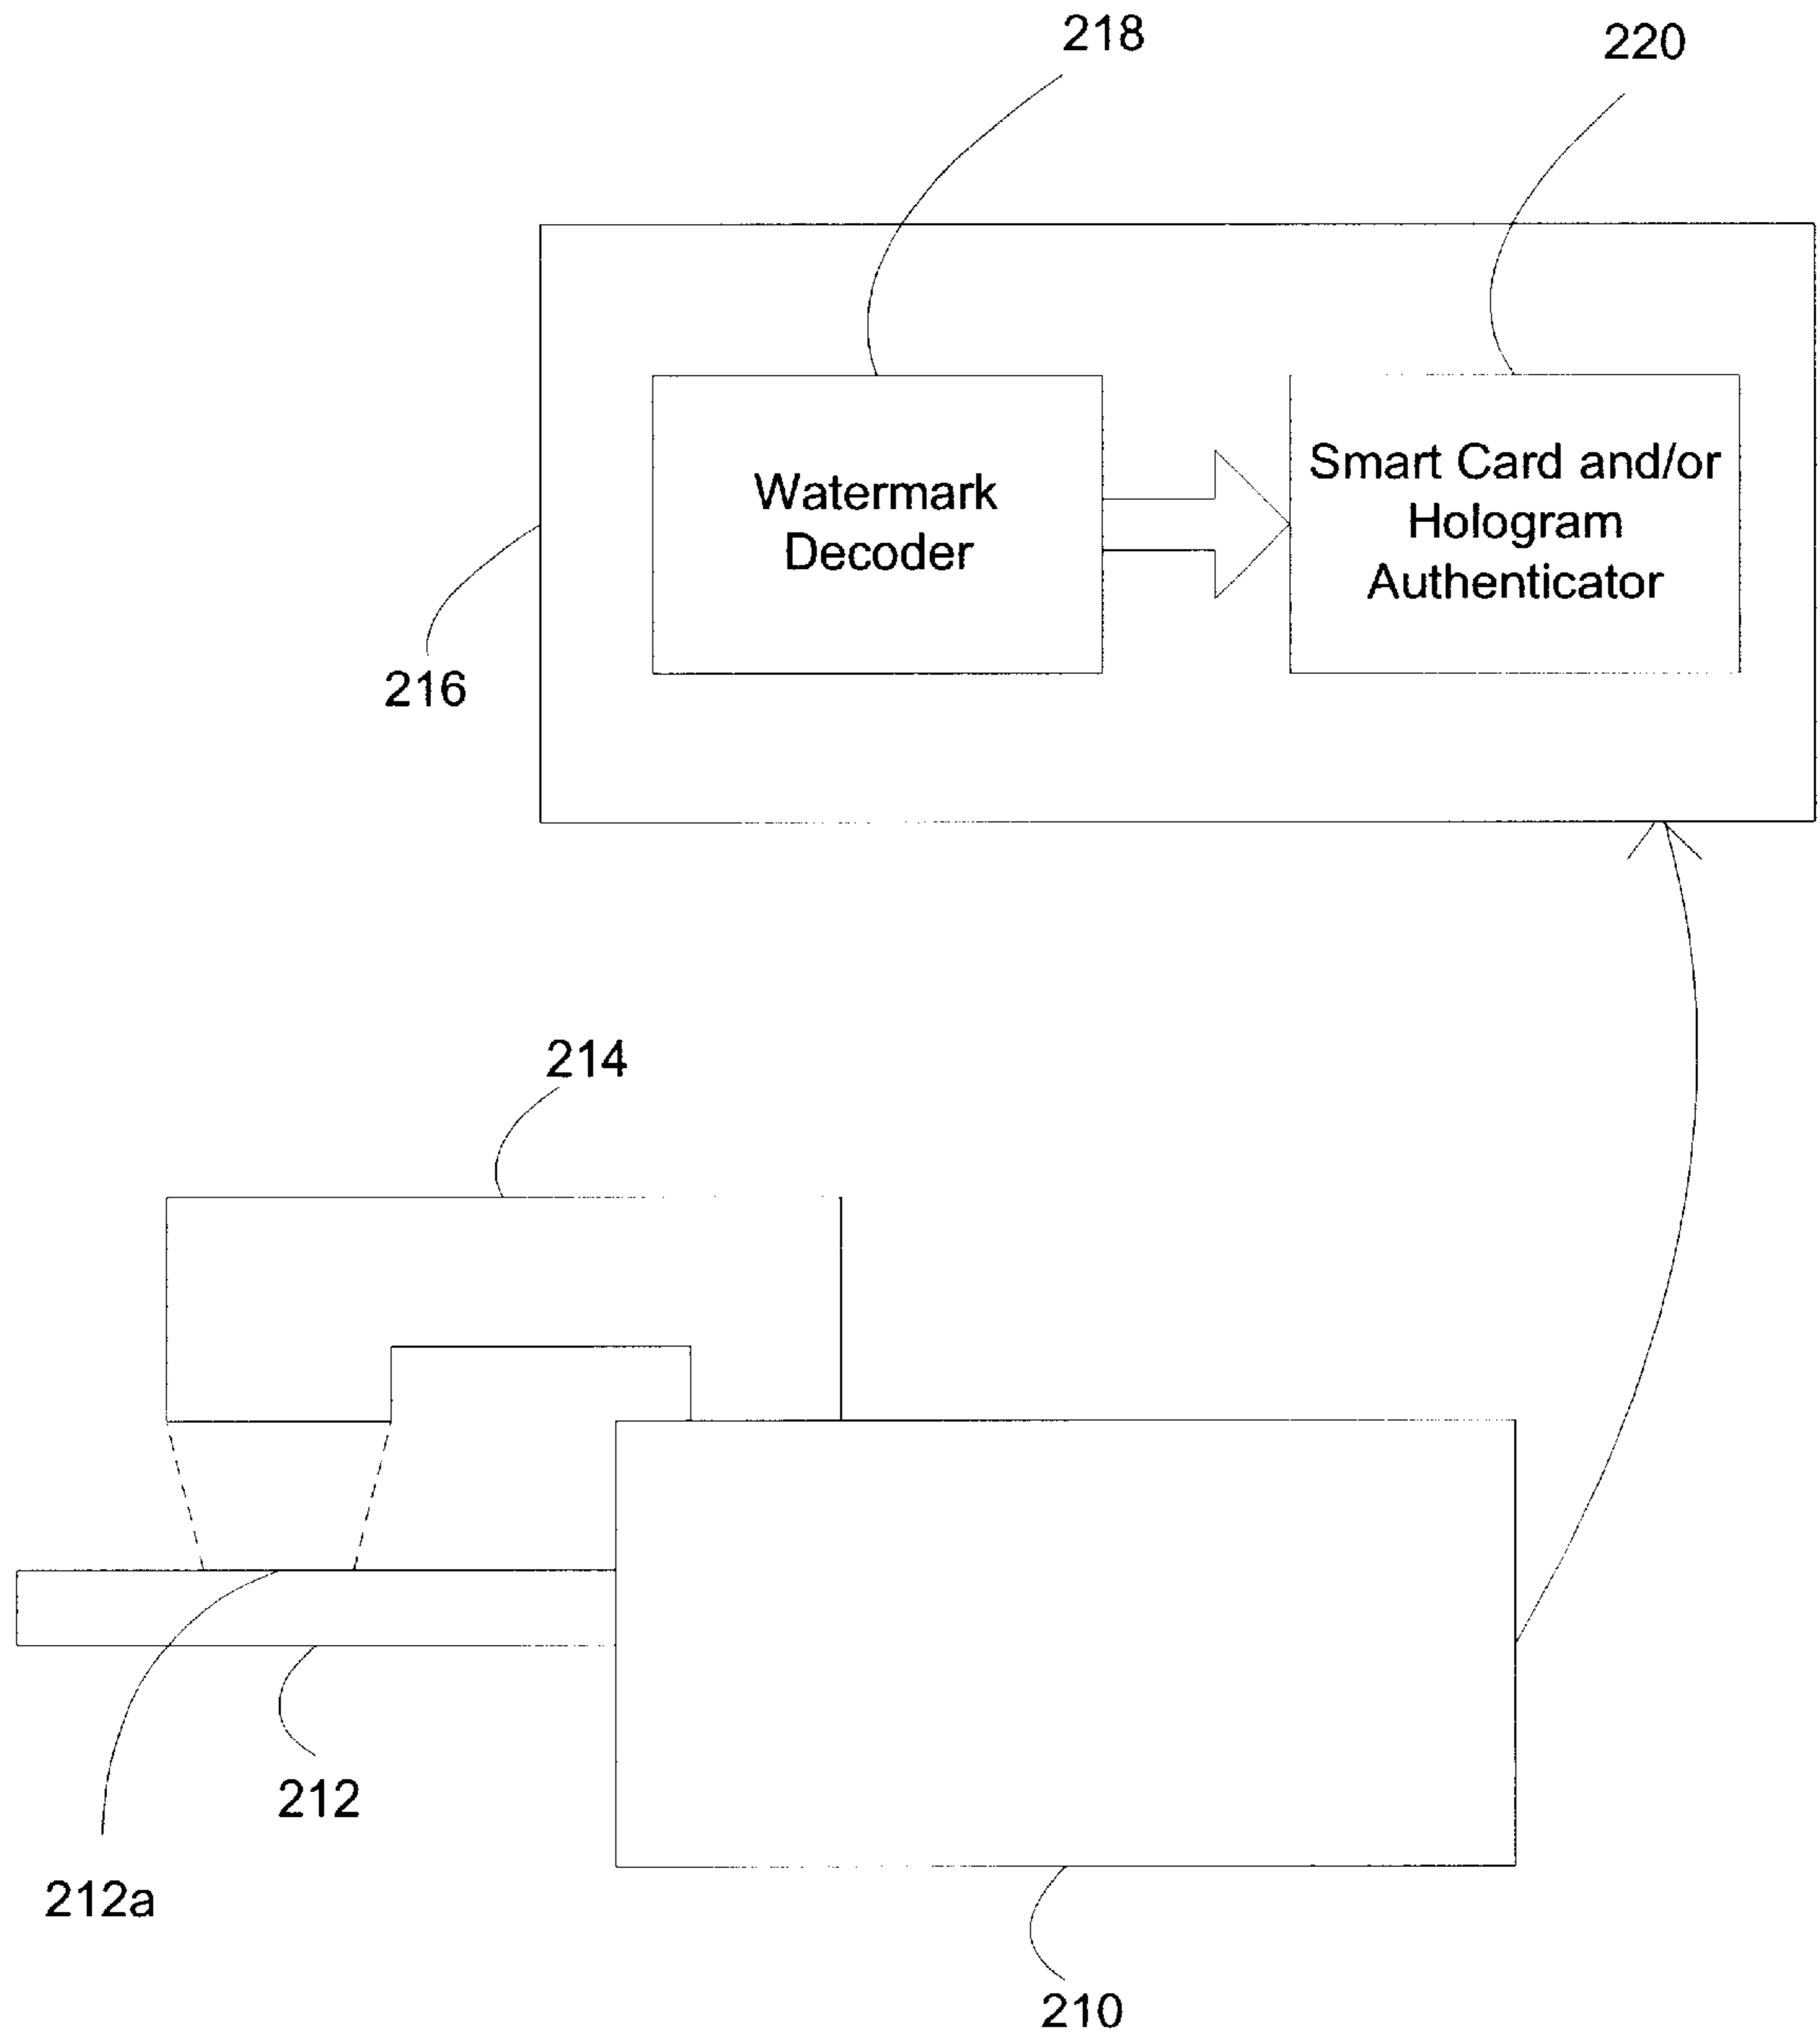 218
220
Watermark
Decoder
Smart Card and/or
Hologram
Authenticator
216
214
212
212a
210